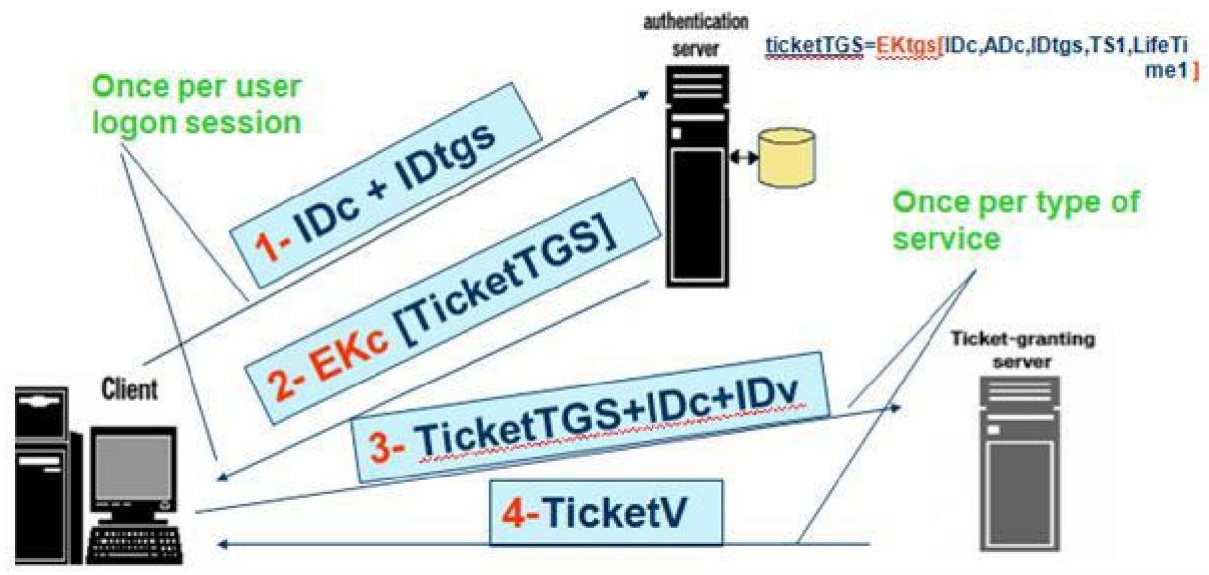 authentication
server
ticketTGS=EKtgs[IDc,ADc,IDtgs,TS1,LifeTi
me1]
Once per user
logon session
1- IDc + IDtgs
Once per type of
service
2- EKc [TicketTGS]
Ticket-granting
server
Client
3- TicketTGS+IDc+IDv
4-TicketV